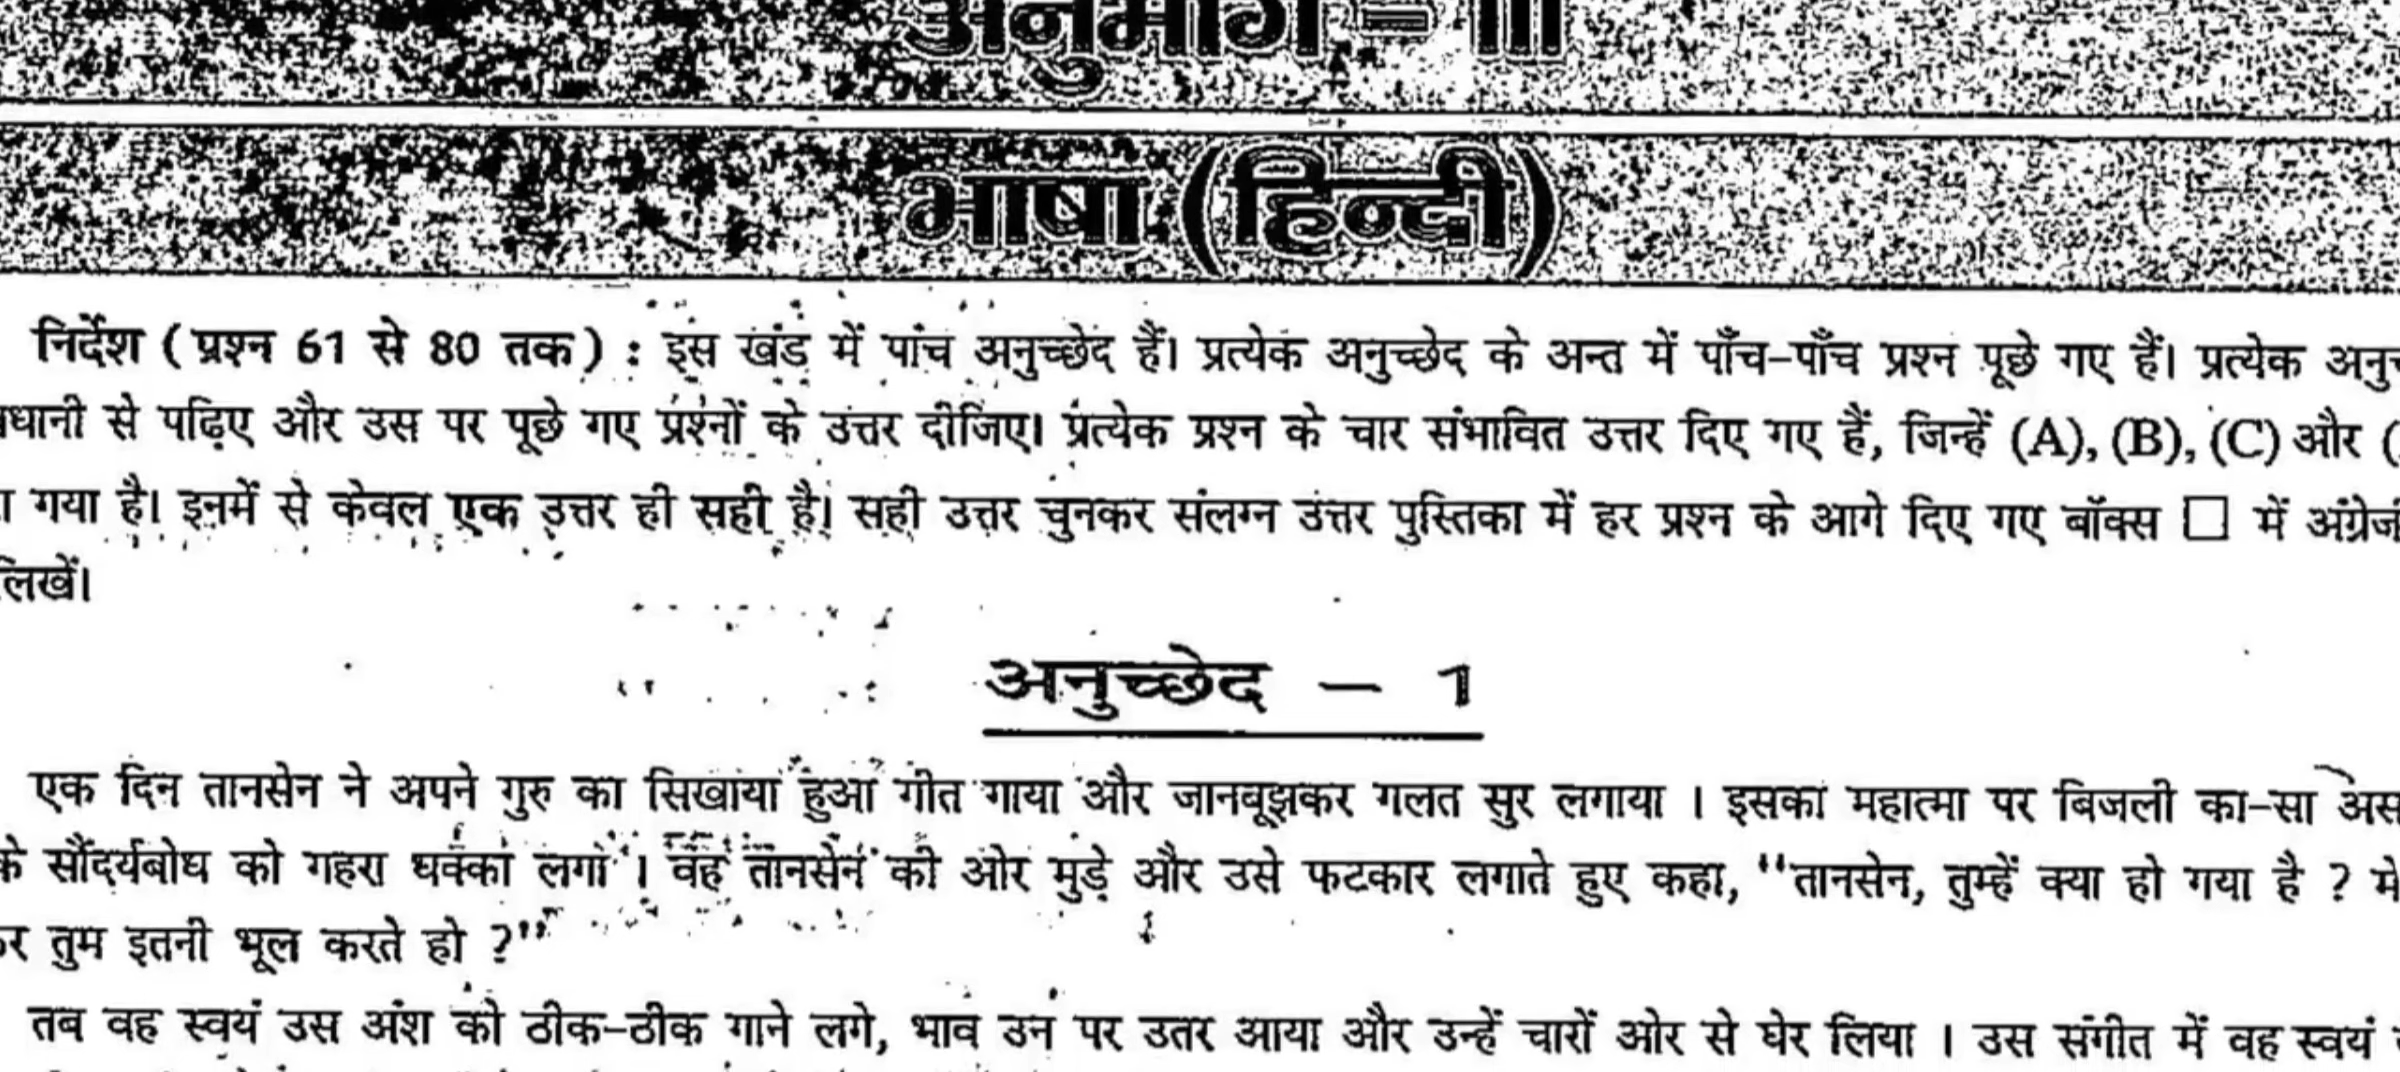 अनुभाग – III
भाषा (हिन्दी)
निर्देश ( प्रश्न 61 से 80 तक ) : इस खंड में पांच अनुच्छेद हैं। प्रत्येक अनुच्छेद के अन्त में पाँच-पाँच प्रश्न पूछे गए हैं। प्रत्येक
से पढ़िए और उस पर पूछे गए प्रश्नों के उत्तर दीजिए। प्रत्येक प्रश्न के चार संभावित उत्तर दिए गए हैं, जिन्हें (A), (B), (C) और
गया है। इनमें से केवल एक उत्तर ही सही है। सही उत्तर चुनकर संलग्न उत्तर पुस्तिका में हर प्रश्न के आगे दिए गए बॉक्स □ में
लिखें।
अनुच्छेद – 1
एक दिन तानसेन ने अपने गुरु का सिखाया हुआ गीत गाया और जानबूझकर गलत सुर लगाया । इसका महात्मा पर बिजली का-सा
के सौंदर्यबोध को गहरा धक्का लगा । वह तानसेन की ओर मुड़े और उसे फटकार लगाते हुए कहा, "तानसेन, तुम्हें क्या हो गया है ?
तुम इतनी भूल करते हो ?"
तब वह स्वयं उस अंश को ठीक-ठीक गाने लगे, भाव उन पर उतर आया और उन्हें चारों ओर से घेर लिया । उस संगीत में वह स्वयं